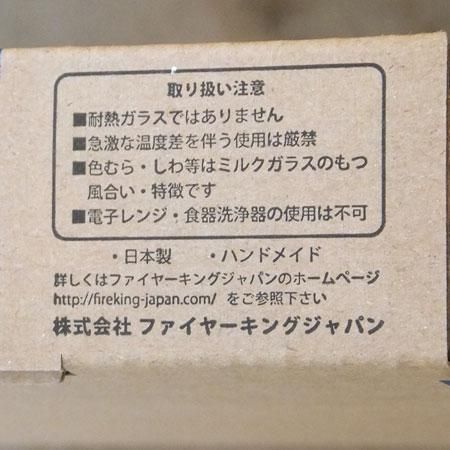 取り扱い注意
■耐熱ガラスではありません
■急激な温度差を伴う使用は厳禁
■色むら・しわ等はミルクガラスのもつ
風合い・特徴です
■電子レンジ・食器洗浄器の使用は不可
・日本製　・ハンドメイド
詳しくはファイヤーキングジャパンのホームページ
http://fireking-japan.com/ をご参照下さい
株式会社 ファイヤーキングジャパン